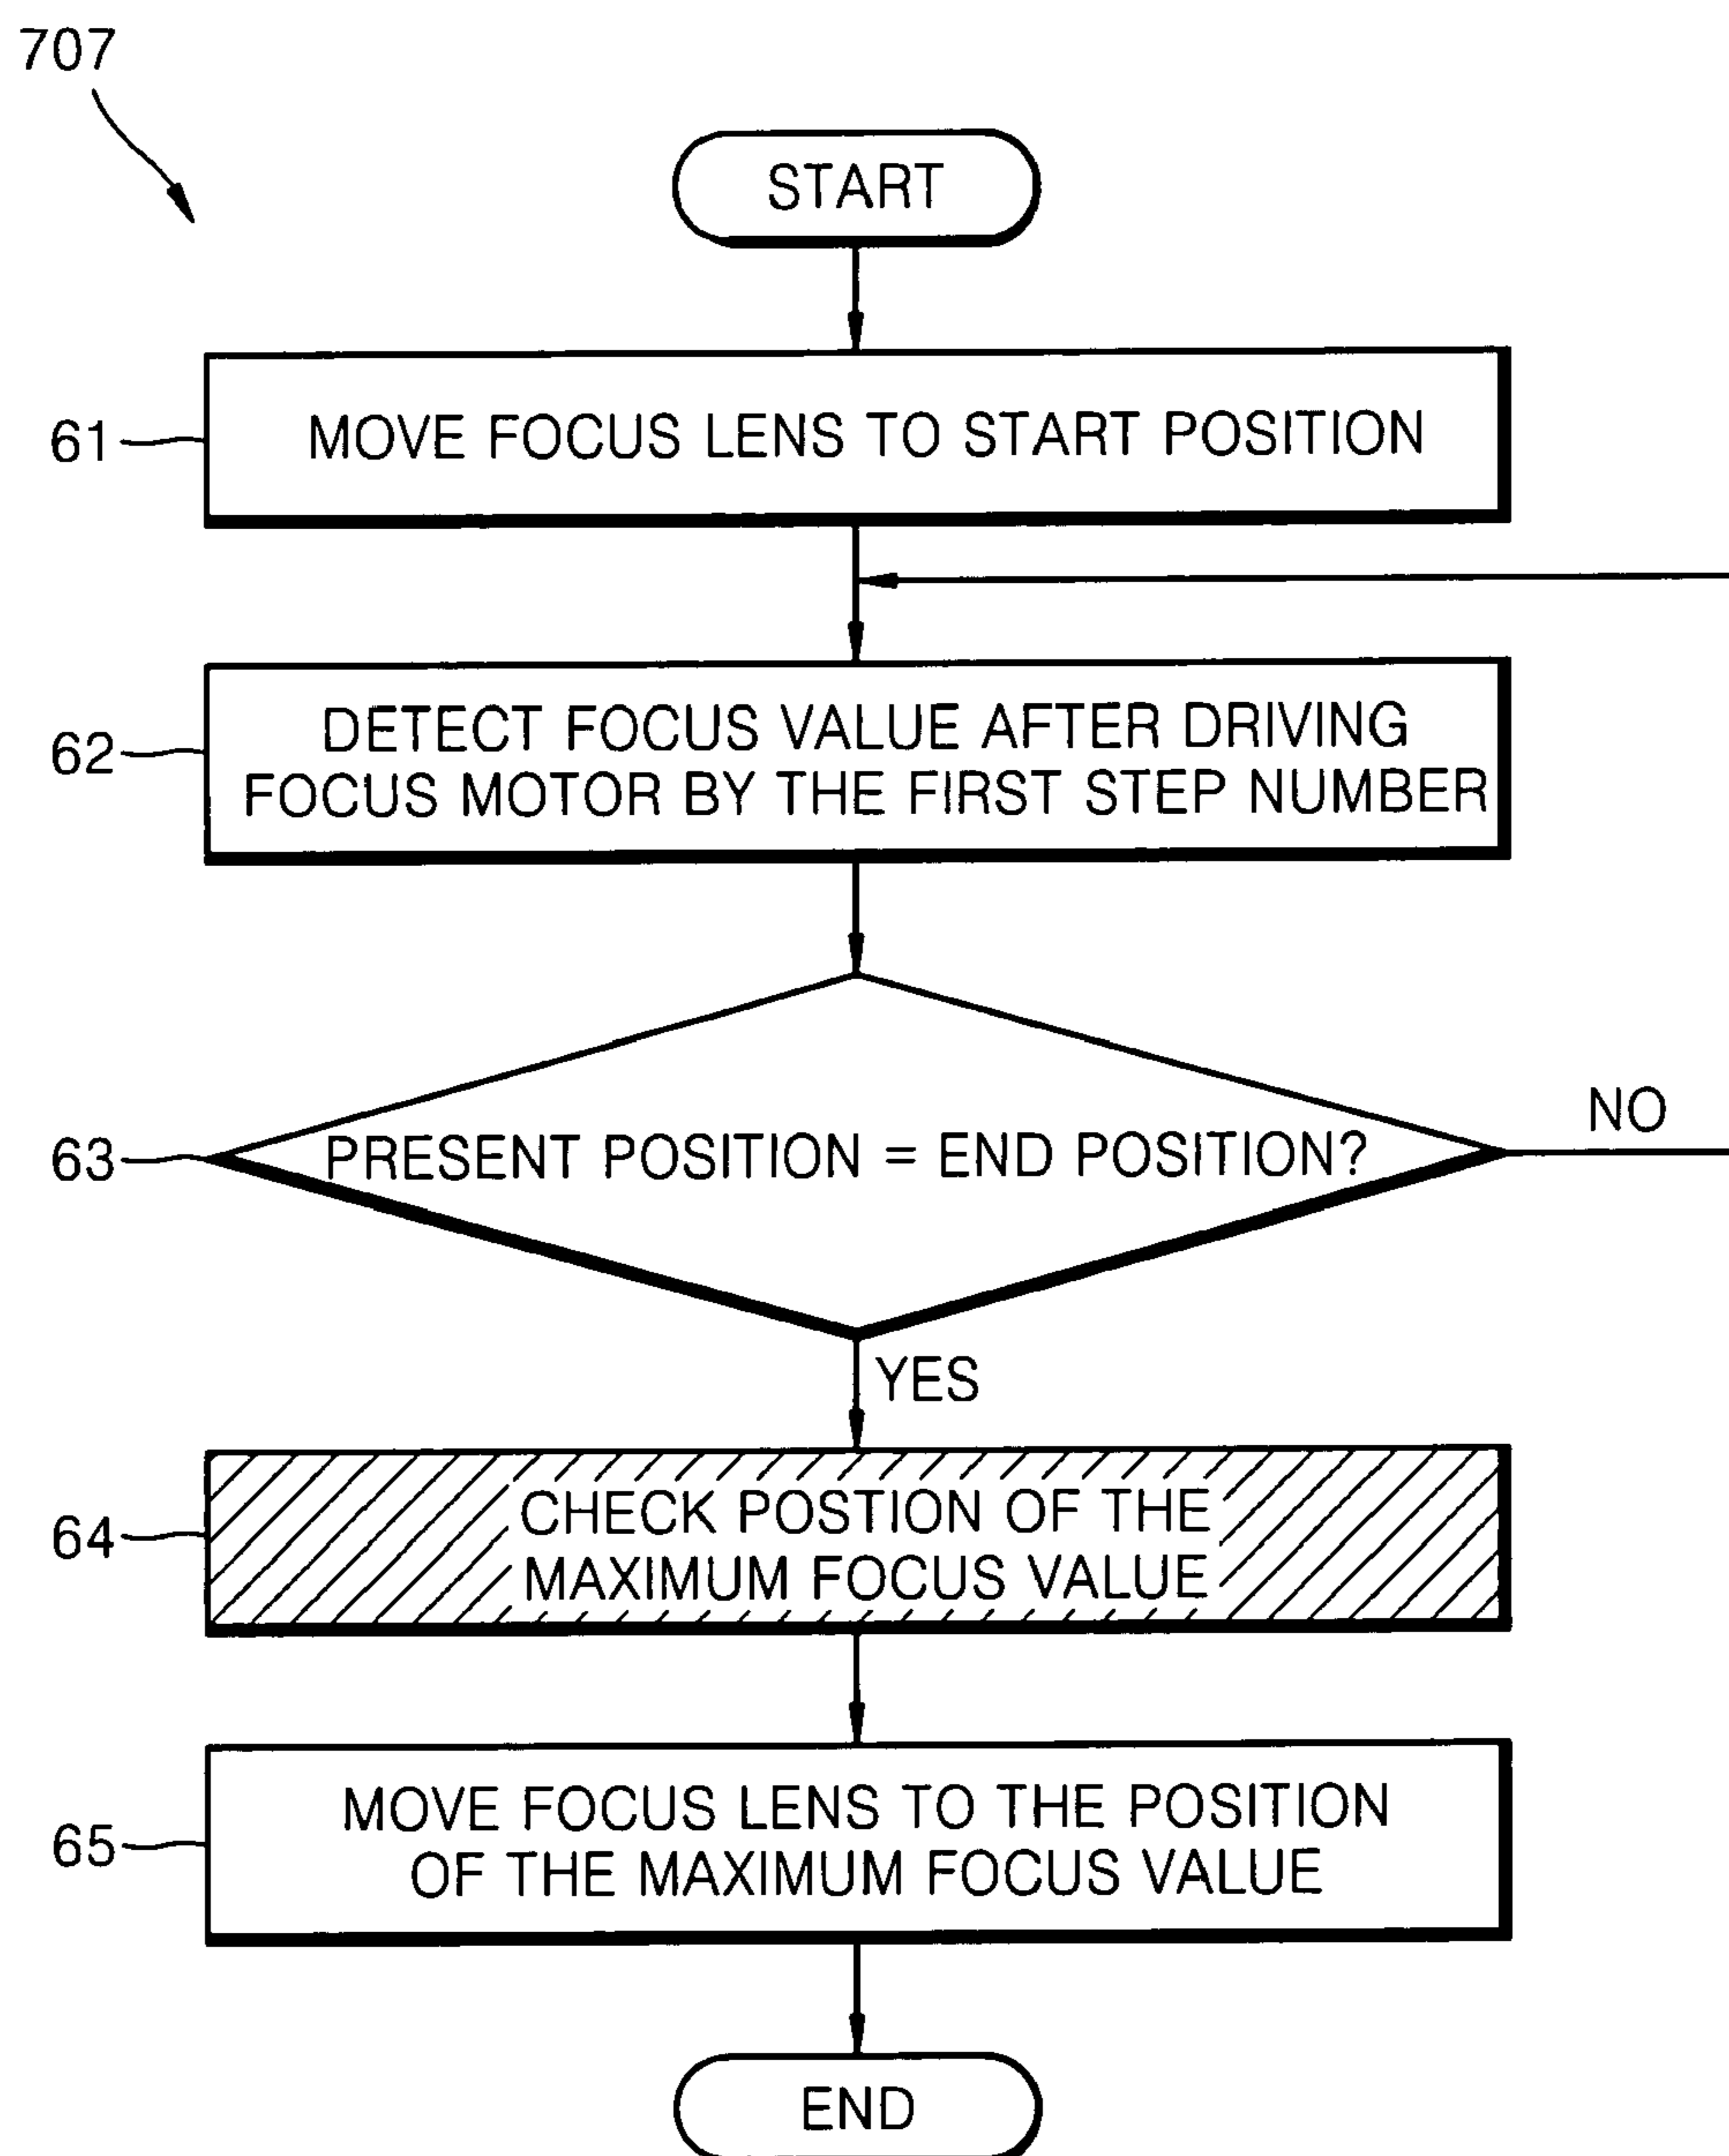 707
START
61
MOVE FOCUS LENS TO START POSITION
62
DETECT FOCUS VALUE AFTER DRIVING
FOCUS MOTOR BY THE FIRST STEP NUMBER
63
PRESENT POSITION = END POSITION?
NO
YES
64
CHECK POSTION OF THE
MAXIMUM FOCUS VALUE
65
MOVE FOCUS LENS TO THE POSITION
OF THE MAXIMUM FOCUS VALUE
END